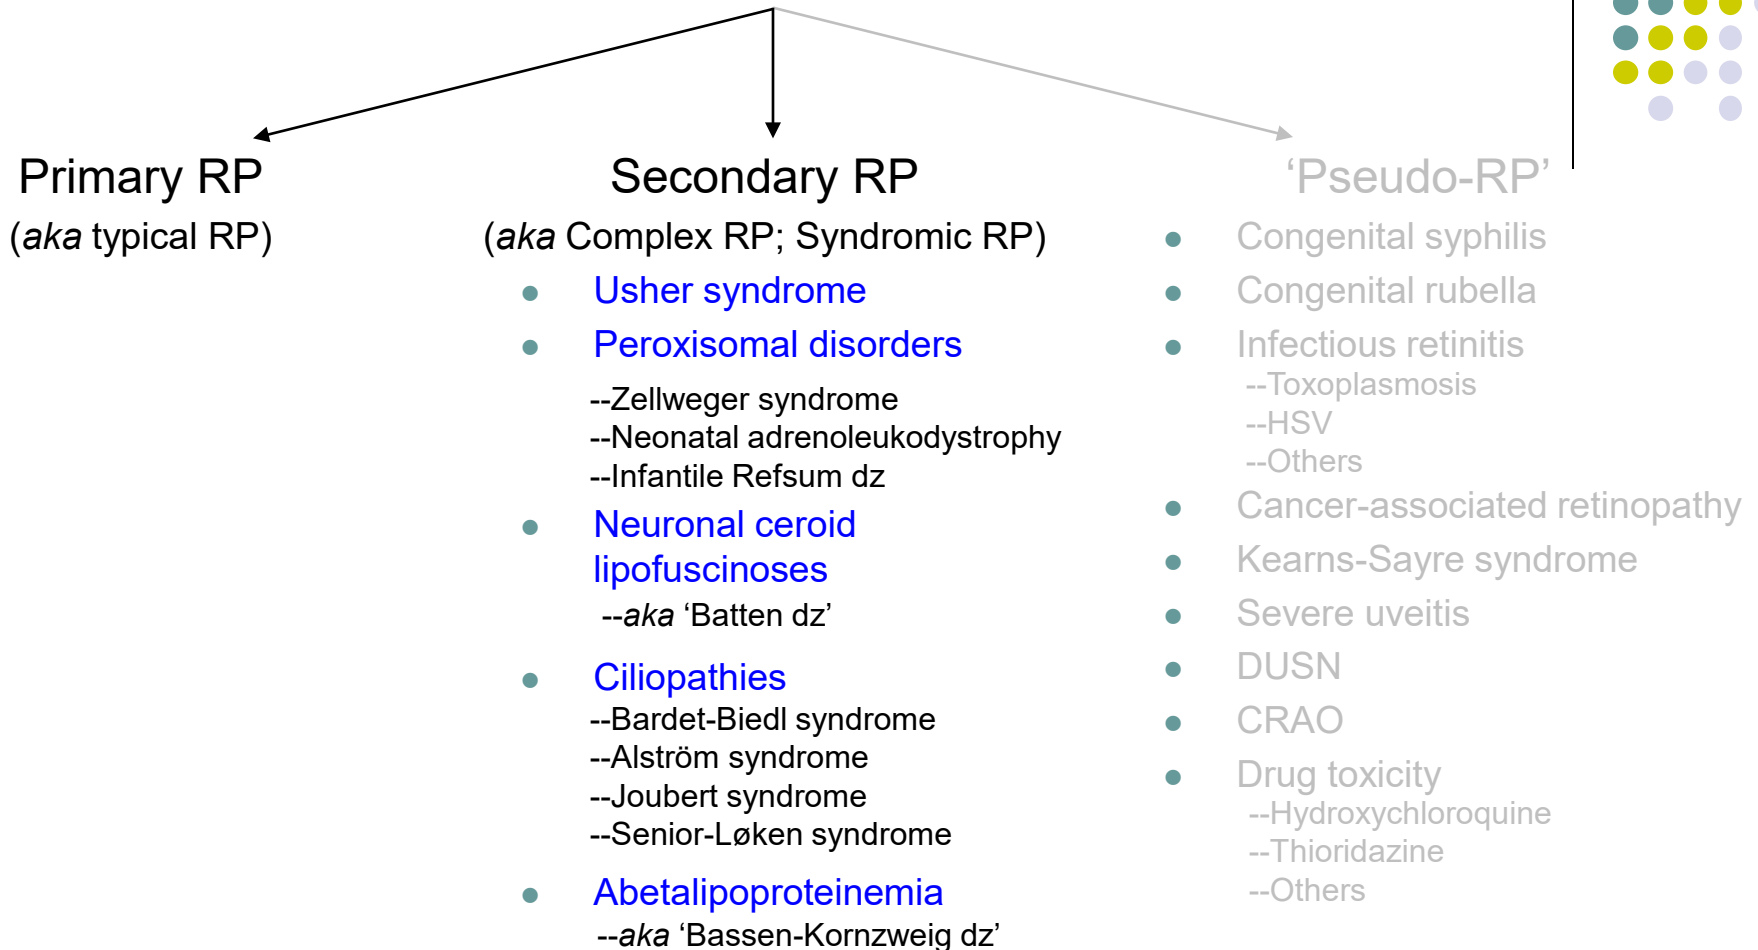 Primary RP
(aka typical RP)
Secondary RP
(aka Complex RP; Syndromic RP)
Usher syndrome
Peroxisomal disorders
--Zellweger syndrome
--Neonatal adrenoleukodystrophy
--Infantile Refsum dz
Neuronal ceroid
lipofuscinoses
--aka ‘Batten dz’
Ciliopathies
--Bardet-Biedl syndrome
--Alström syndrome
--Joubert syndrome
--Senior-Løken syndrome
Abetalipoproteinemia
--aka ‘Bassen-Kornzweig dz’
‘Pseudo-RP’
Congenital syphilis
Congenital rubella
Infectious retinitis
--Toxoplasmosis
--HSV
--Others
Cancer-associated retinopathy
Kearns-Sayre syndrome
Severe uveitis
DUSN
CRAO
Drug toxicity
--Hydroxychloroquine
--Thioridazine
--Others